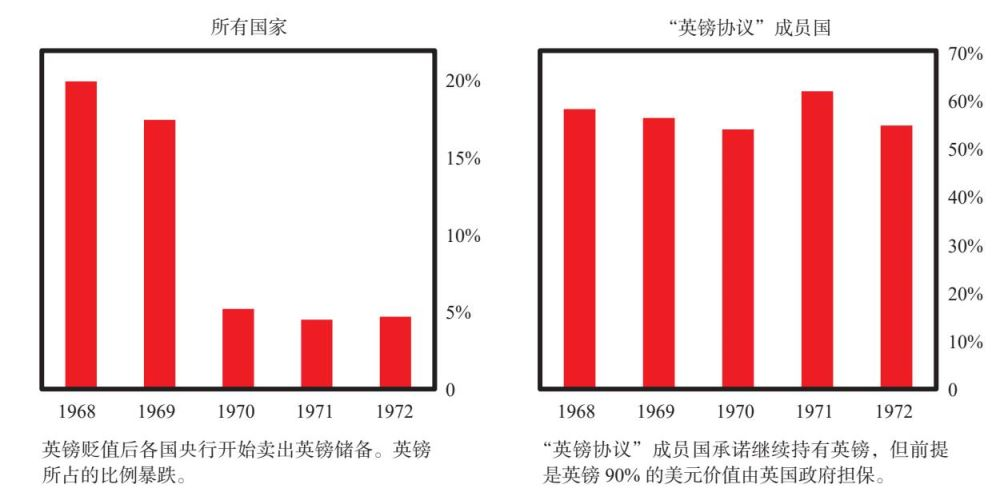 所有国家
20%
15%
10%
5%
0
1968 1969 1970 1971 1972
英镑贬值后各国央行开始卖出英镑储备。英镑
所占的比例暴跌。
“英镑协议”成员国
70%
60%
50%
40%
30%
20%
10%
0
1968 1969 1970 1971 1972
“英镑协议”成员国承诺继续持有英镑，但前提
是英镑 90% 的美元价值由英国政府担保。